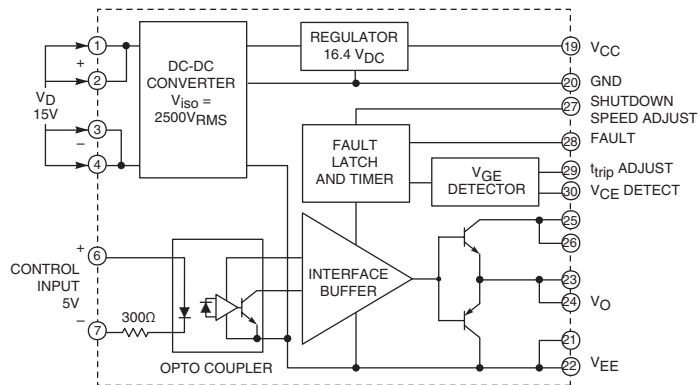 1
+
2
V_D
15V
3
–
4
DC-DC
CONVERTER
V_iso =
2500V_RMS
REGULATOR
16.4 V_DC
19 V_CC
20 GND
27 SHUTDOWN
SPEED ADJUST
28 FAULT
29 t_trip ADJUST
30 V_CE DETECT
FAULT
LATCH
AND TIMER
V_GE
DETECTOR
25
26
23
24 V_O
21
22 V_EE
+
6
CONTROL
INPUT
5V
–
7
300Ω
OPTO COUPLER
INTERFACE
BUFFER